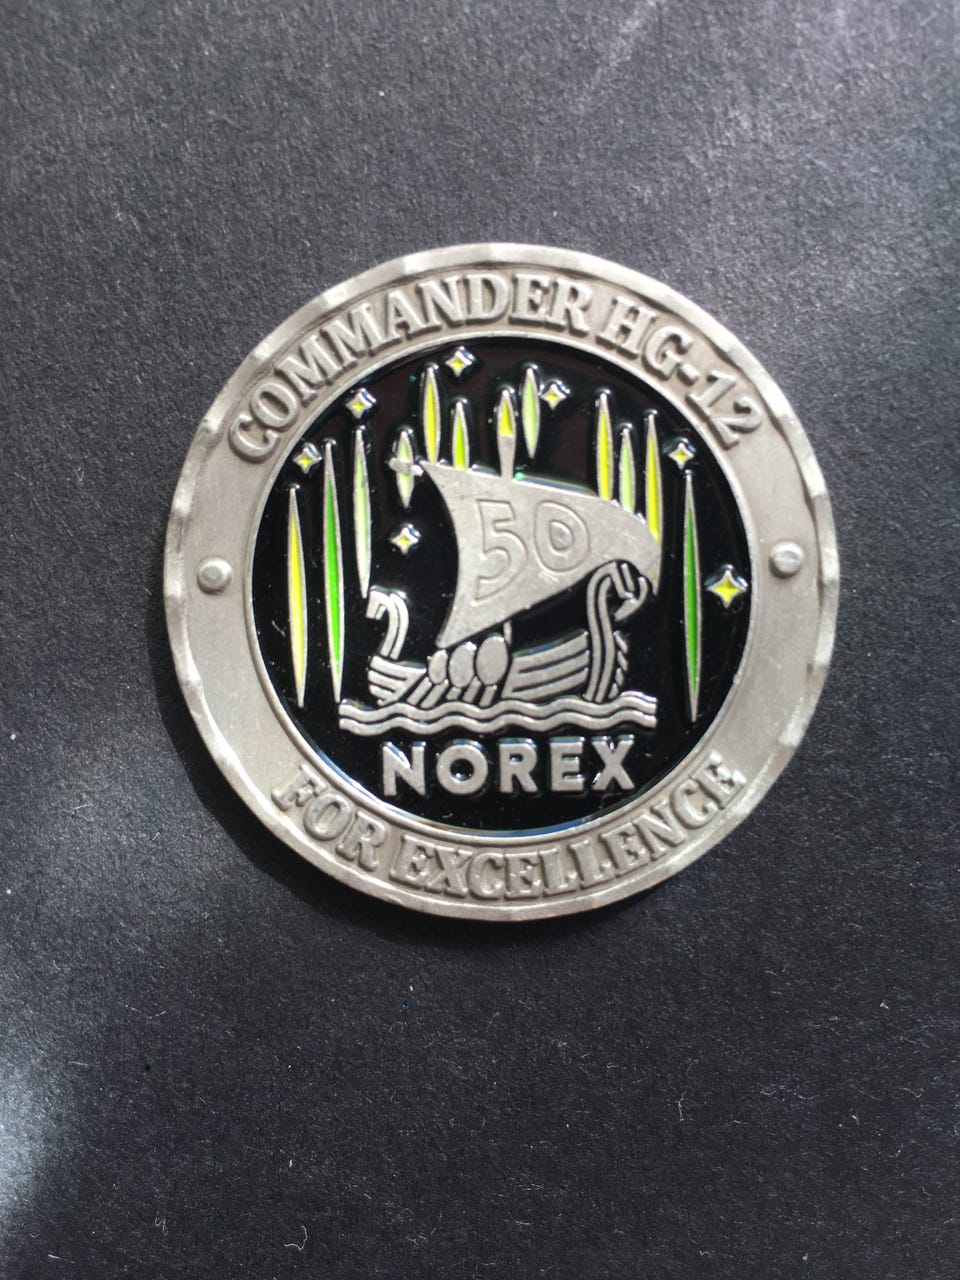 COMMANDER HG-12
50
NOREX
FOR EXCELLENCE